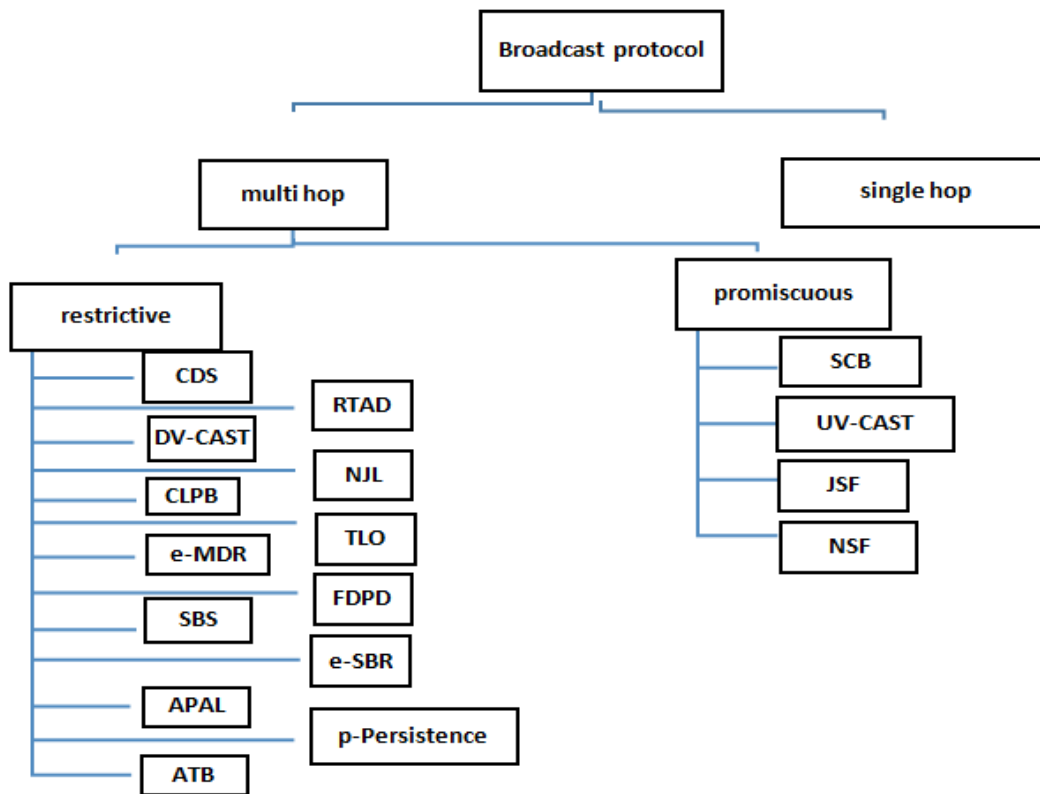 Broadcast protocol
multi hop
single hop
restrictive
promiscuous
CDS
RTAD
DV-CAST
NJL
CLPB
TLO
e-MDR
FDPD
SBS
e-SBR
APAL
p-Persistence
ATB
SCB
UV-CAST
JSF
NSF